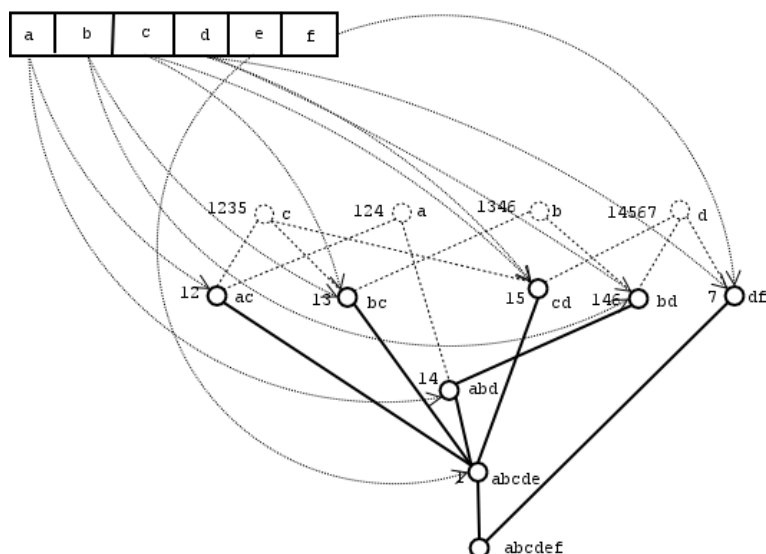 a b c d e f
1235 c 124 a 1346 b 14567 d
12 ac 13 bc 15 cd 146 bd 7 df
14 abd
1 abcde
abcdef